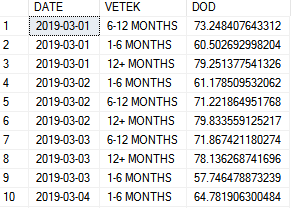 DATE VETEK DOD
1 2019-03-01 6-12 MONTHS 73.248407643312
2 2019-03-01 1-6 MONTHS 60.502692998204
3 2019-03-01 12+ MONTHS 79.251377541326
4 2019-03-02 1-6 MONTHS 61.178509532062
5 2019-03-02 6-12 MONTHS 71.221864951768
6 2019-03-02 12+ MONTHS 79.833559125217
7 2019-03-03 6-12 MONTHS 71.867421180274
8 2019-03-03 12+ MONTHS 78.136268741696
9 2019-03-03 1-6 MONTHS 57.746478873239
10 2019-03-04 1-6 MONTHS 64.781906300484